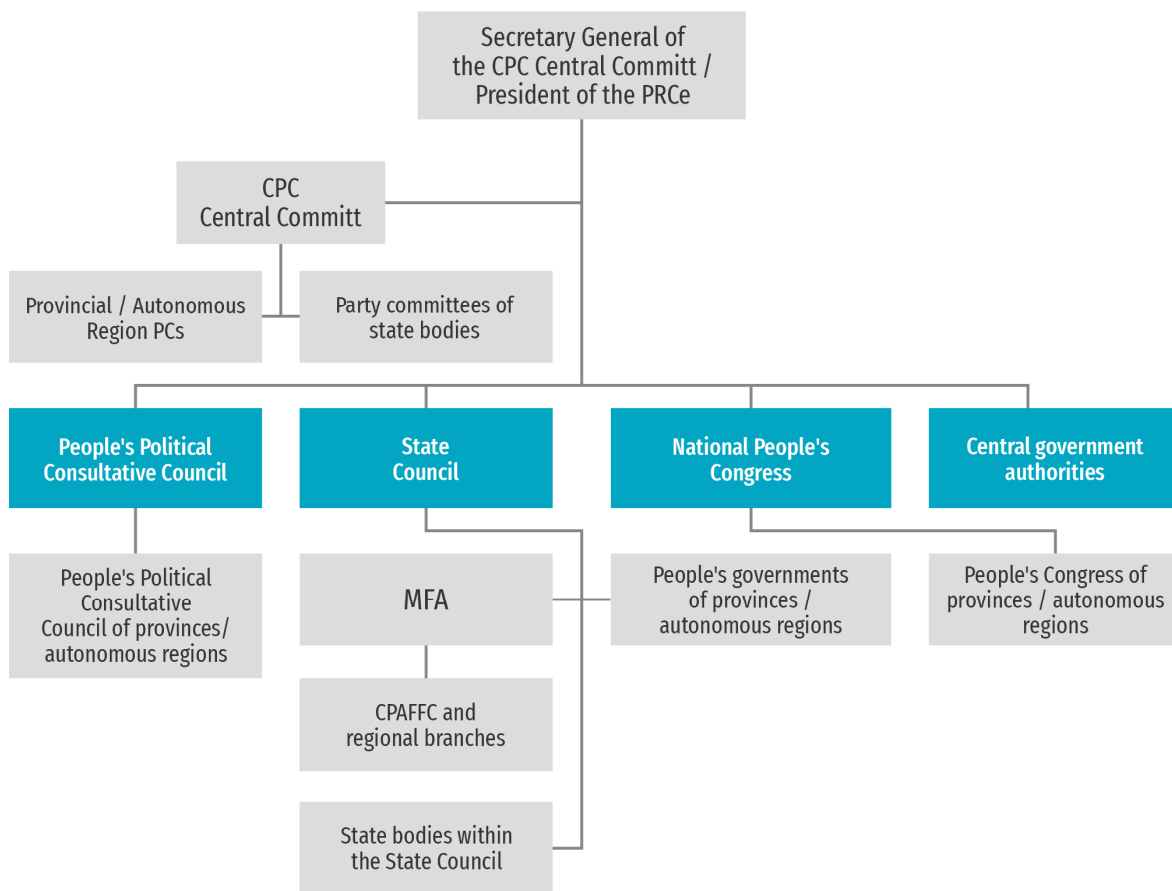 Secretary General of
the CPC Central Committ /
President of the PRCe
CPC
Central Committ
Provincial / Autonomous
Region PCs
Party committees of
state bodies
People's Political
Consultative Council
State
Council
National People's
Congress
Central government
authorities
People's Political
Consultative
Council of provinces/
autonomous regions
MFA
People's governments
of provinces /
autonomous regions
People's Congress of
provinces / autonomous
regions
CPAFFC and
regional branches
State bodies within
the State Council